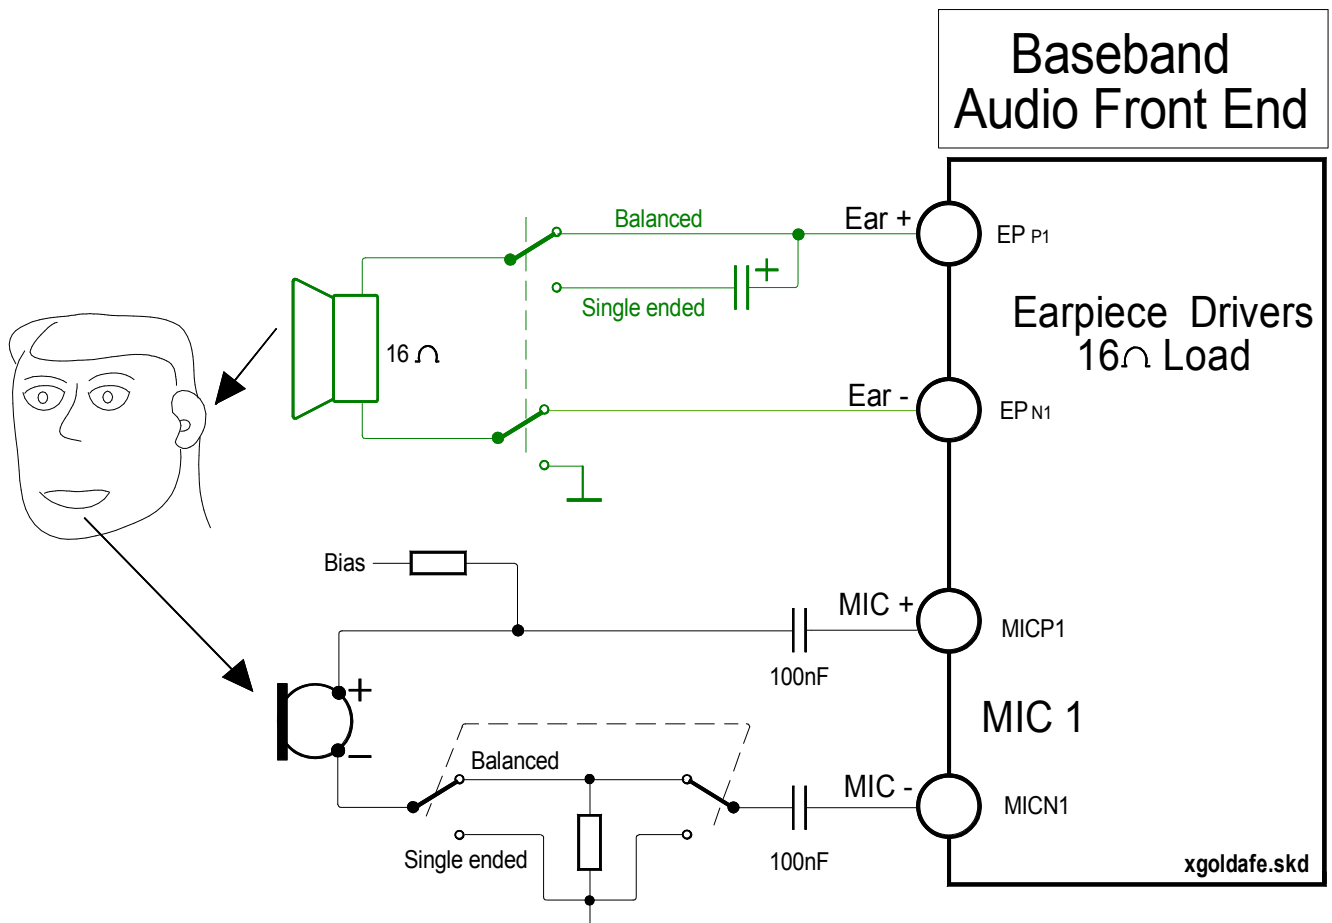 Baseband
Audio Front End
Balanced
Ear +
EP P1
+
Single ended
Earpiece Drivers
16Ω Load
16 Ω
Ear -
EP N1
Bias
MIC +
MICP1
100nF
+
MIC 1
−
Balanced
MIC -
MICN1
Single ended
100nF
xgoldafe.skd